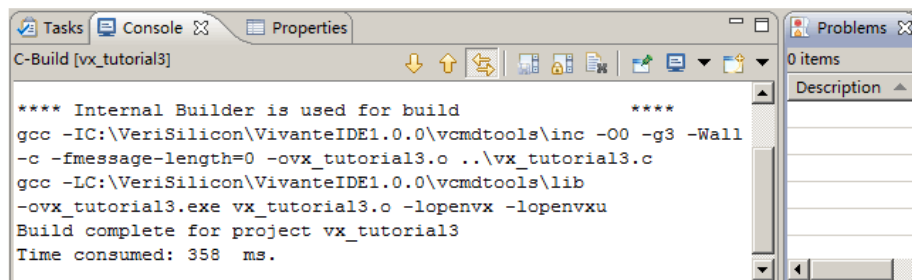 Tasks Console Properties
Problems
C-Build [vx_tutorial3]
0 items
Description
**** Internal Builder is used for build ****
gcc -IC:\VeriSilicon\VivanteIDE1.0.0\vcmdtools\inc -O0 -g3 -Wall
-c -fmessage-length=0 -ovx_tutorial3.o ..\vx_tutorial3.c
gcc -LC:\VeriSilicon\VivanteIDE1.0.0\vcmdtools\lib
-ovx_tutorial3.exe vx_tutorial3.o -lopenvx -lopenvxu
Build complete for project vx_tutorial3
Time consumed: 358 ms.